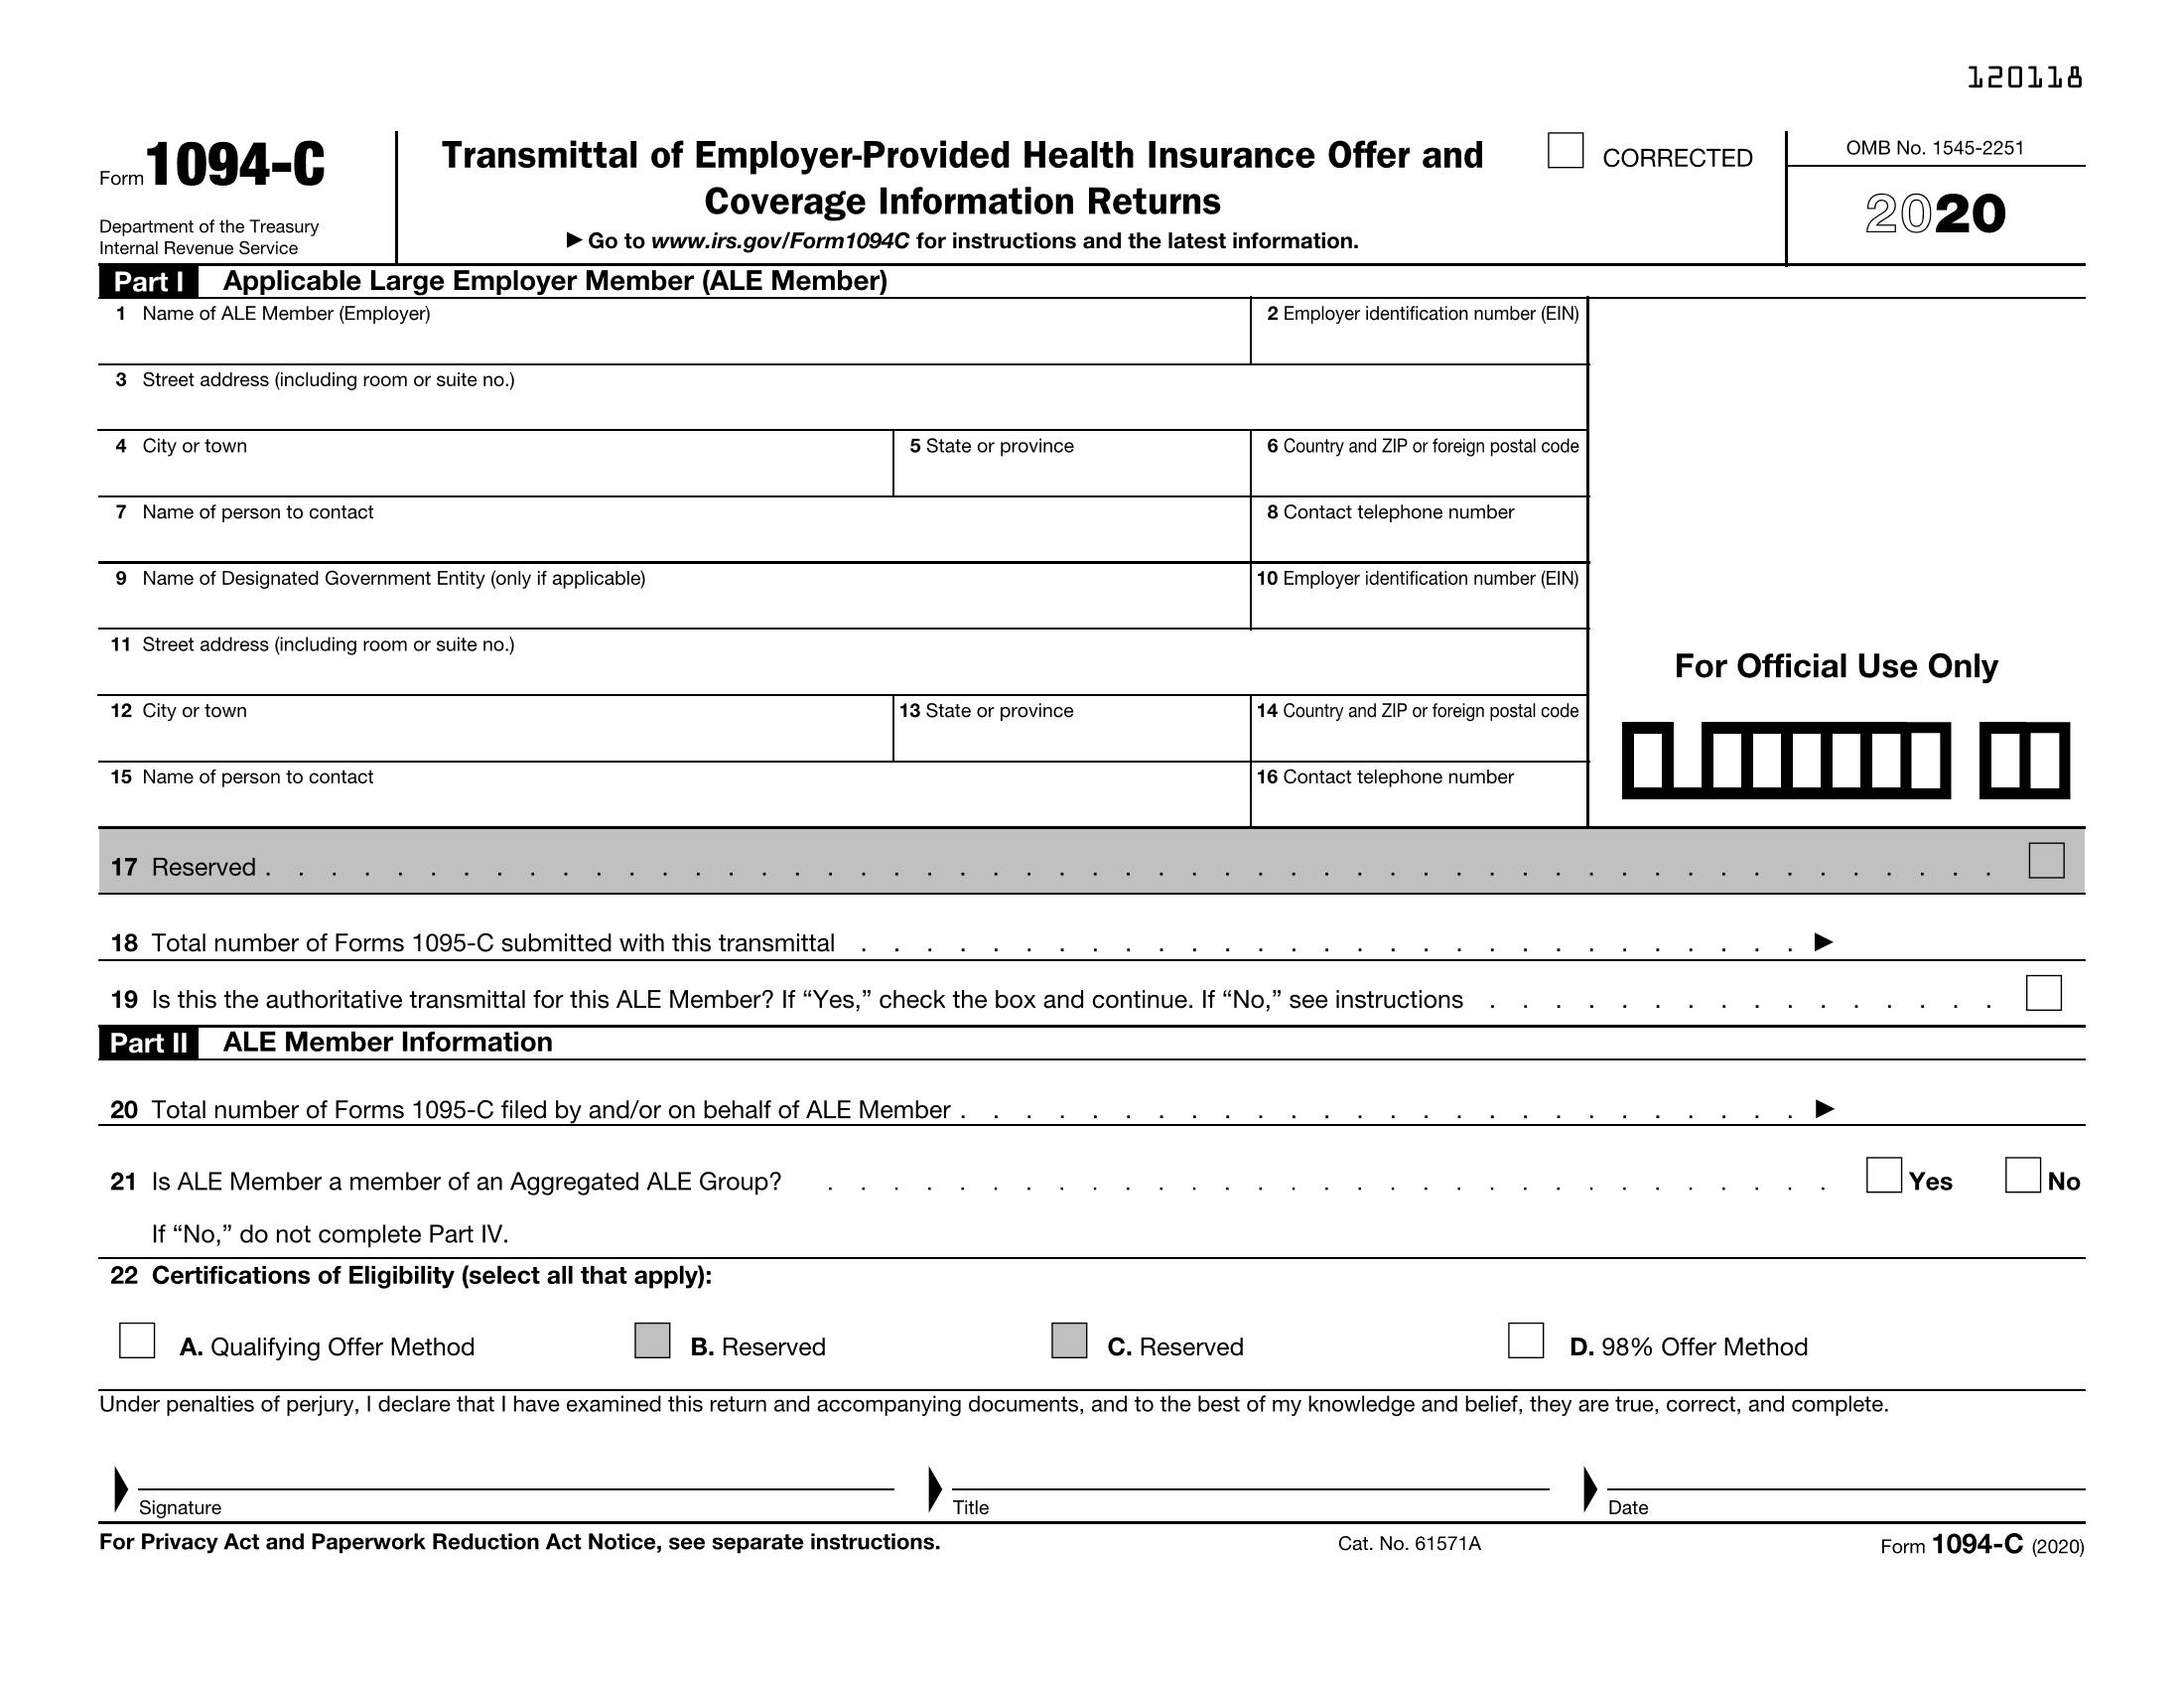 120118
Form 1094-C
Department of the Treasury
Internal Revenue Service
Transmittal of Employer-Provided Health Insurance Offer and
Coverage Information Returns
▶ Go to www.irs.gov/Form1094C for instructions and the latest information.
CORRECTED
OMB No. 1545-2251
2020
Part I Applicable Large Employer Member (ALE Member)
1 Name of ALE Member (Employer)
2 Employer identification number (EIN)
3 Street address (including room or suite no.)
4 City or town
5 State or province
6 Country and ZIP or foreign postal code
7 Name of person to contact
8 Contact telephone number
9 Name of Designated Government Entity (only if applicable)
10 Employer identification number (EIN)
11 Street address (including room or suite no.)
For Official Use Only
12 City or town
13 State or province
14 Country and ZIP or foreign postal code
15 Name of person to contact
16 Contact telephone number
17 Reserved . . . . . . . . . . . . . . . . . . . . . . . . . . . . . . . . . . . . . . . . . . . . . . . . . . . . .
18 Total number of Forms 1095-C submitted with this transmittal . . . . . . . . . . . . . . . . . . . . . . . . . . . . . ▶
19 Is this the authoritative transmittal for this ALE Member? If “Yes,” check the box and continue. If “No,” see instructions . . . . . . . . . . . . . . . .
Part II ALE Member Information
20 Total number of Forms 1095-C filed by and/or on behalf of ALE Member . . . . . . . . . . . . . . . . . . . . . . . . . . ▶
21 Is ALE Member a member of an Aggregated ALE Group? . . . . . . . . . . . . . . . . . . . . . . . . . . . . . . . Yes No
If “No,” do not complete Part IV.
22 Certifications of Eligibility (select all that apply):
A. Qualifying Offer Method B. Reserved C. Reserved D. 98% Offer Method
Under penalties of perjury, I declare that I have examined this return and accompanying documents, and to the best of my knowledge and belief, they are true, correct, and complete.
Signature Title Date
For Privacy Act and Paperwork Reduction Act Notice, see separate instructions. Cat. No. 61571A Form 1094-C (2020)